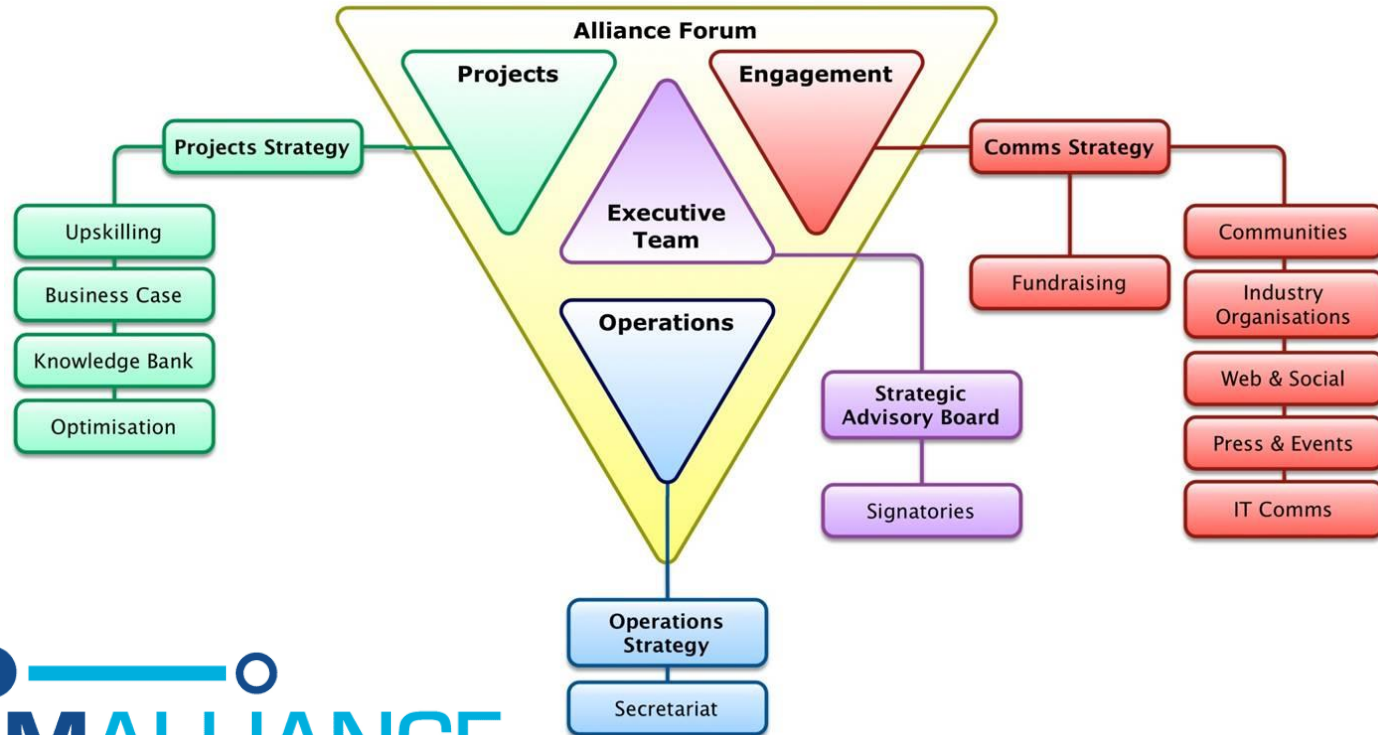 Alliance Forum
Projects
Engagement
Executive
Team
Operations
Projects Strategy
Upskilling
Business Case
Knowledge Bank
Optimisation
Comms Strategy
Fundraising
Communities
Industry
Organisations
Web & Social
Press & Events
IT Comms
Strategic
Advisory Board
Signatories
Operations
Strategy
Secretariat
MALLIANCE